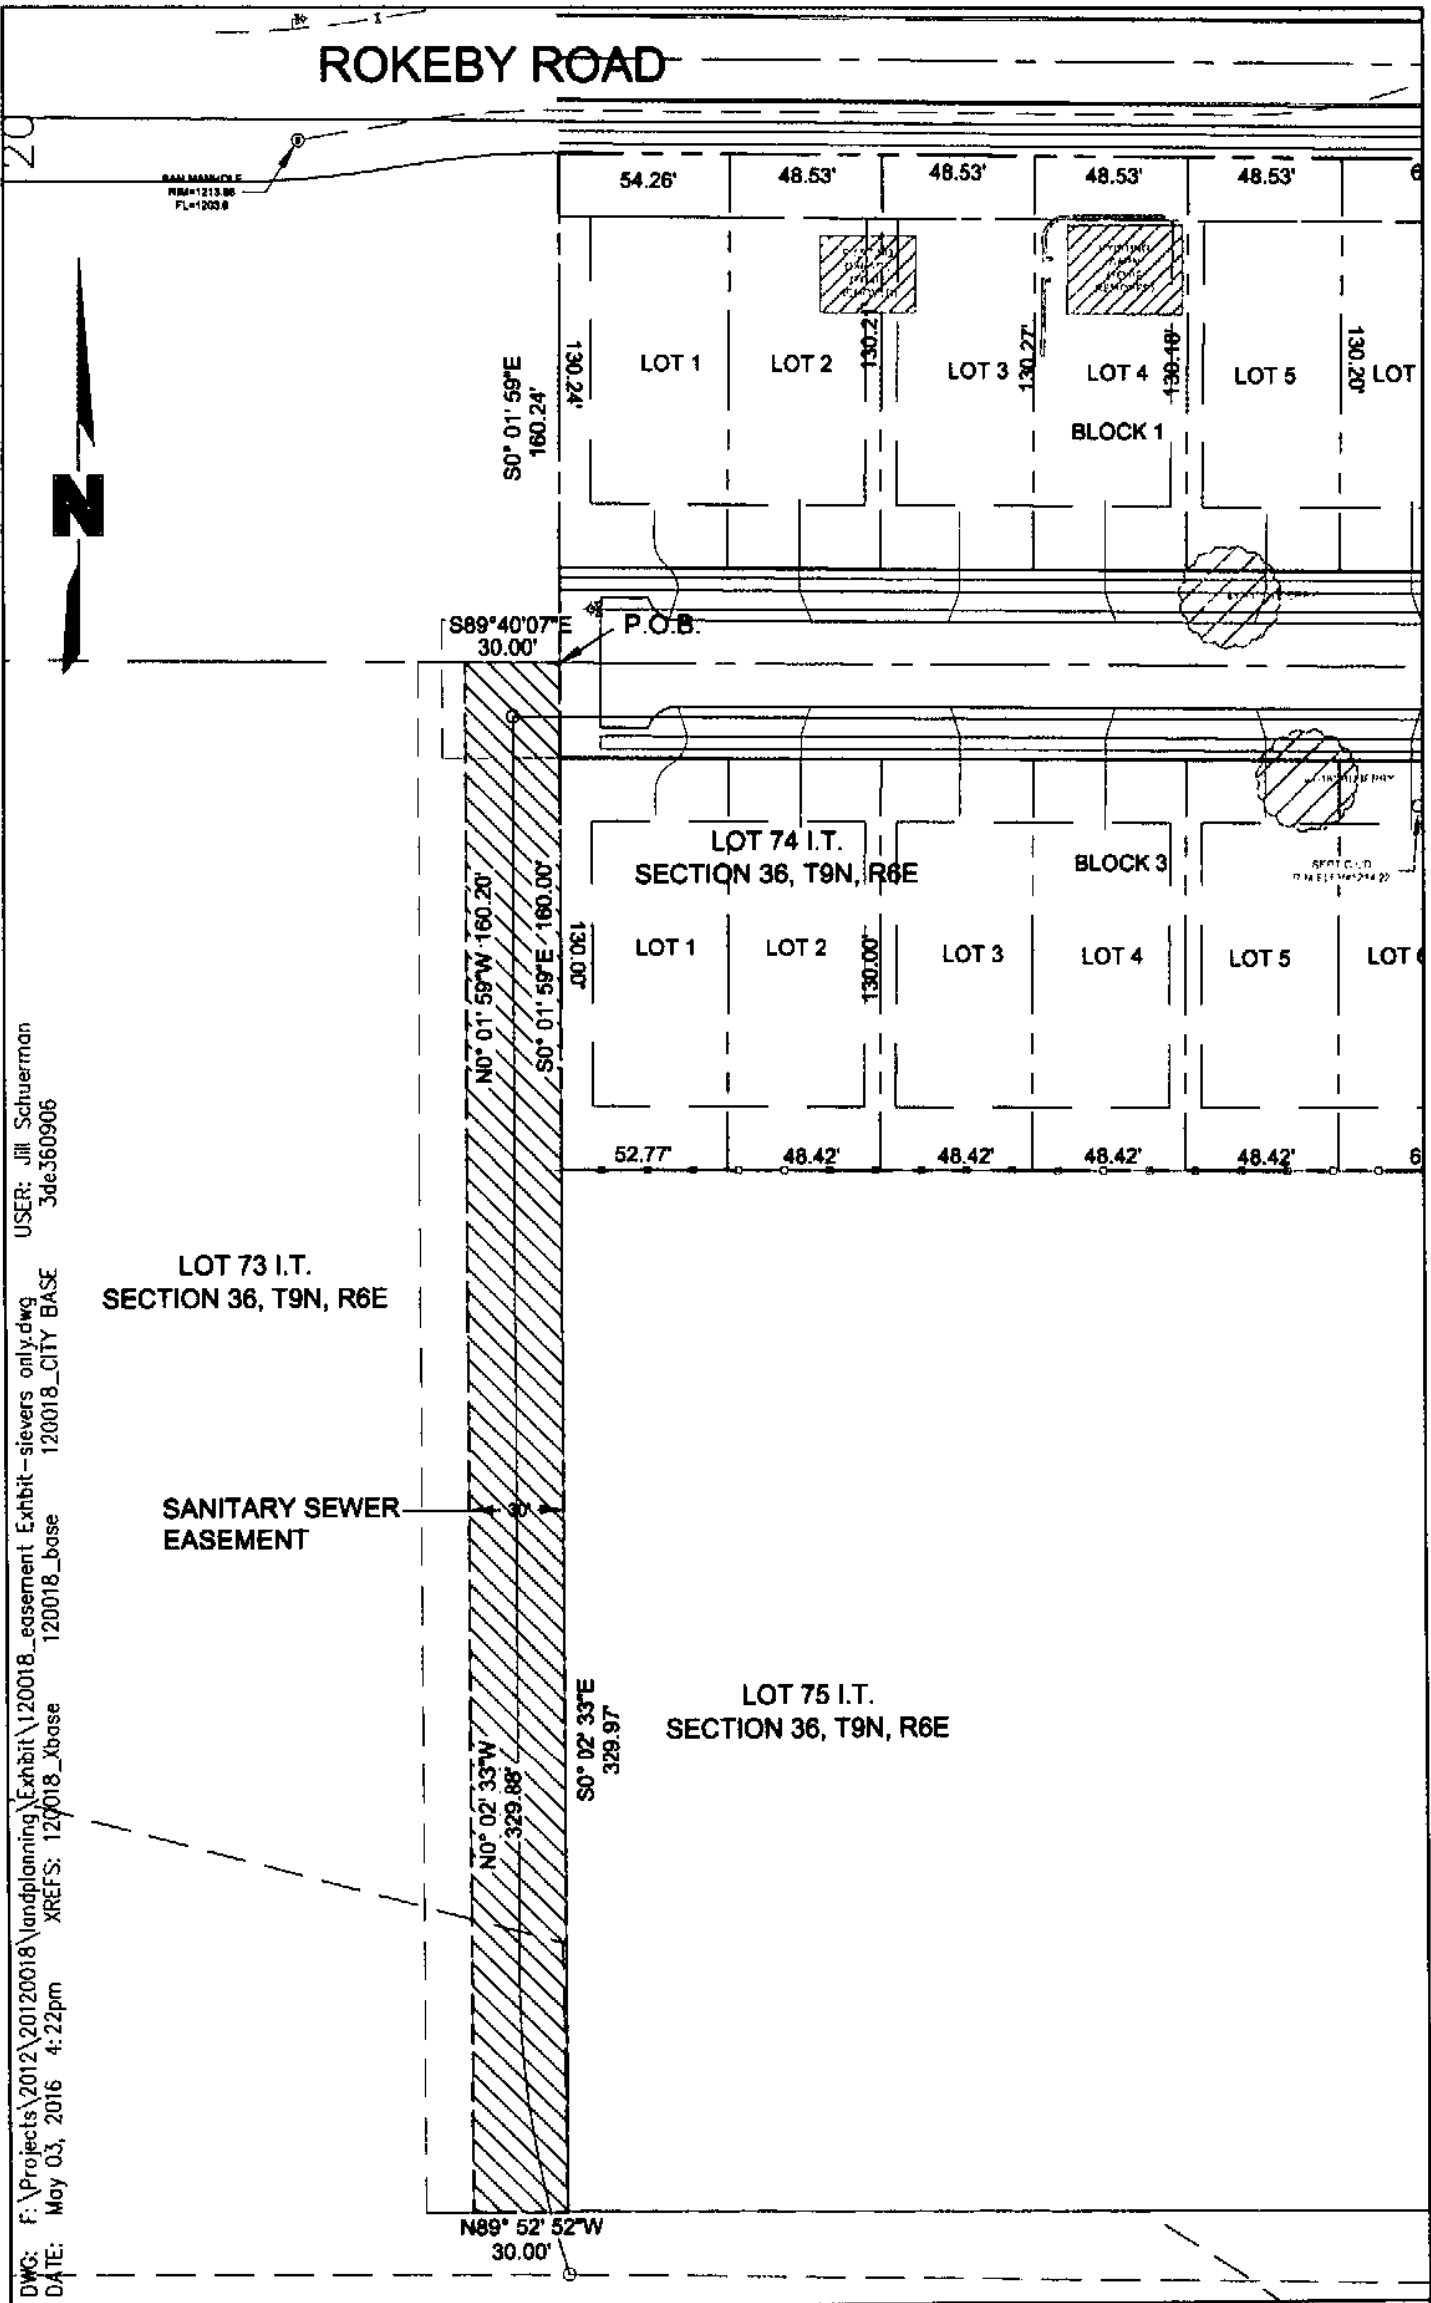 ROKEBY ROAD
20
SAN MANHOLE
RIM=1213.86
FL=1203.8
54.26'
48.53'
48.53'
48.53'
48.53'
6
N
S0° 01' 59"E
160.24'
130.24'
LOT 1
LOT 2
130.21
LOT 3
130.27'
LOT 4
130.18'
LOT 5
130.20'
LOT
BLOCK 1
S89°40'07"E
30.00'
P.O.B.
LOT 74 I.T.
SECTION 36, T9N, R6E
BLOCK 3
N0° 01' 59"W 160.20'
S0° 01' 59"E 160.00'
130.00'
LOT 1
LOT 2
130.00'
LOT 3
LOT 4
LOT 5
LOT 6
52.77'
48.42'
48.42'
48.42'
48.42'
6
LOT 73 I.T.
SECTION 36, T9N, R6E
SANITARY SEWER
EASEMENT
30'
N0° 02' 33"W
329.88'
S0° 02' 33"E
329.97'
LOT 75 I.T.
SECTION 36, T9N, R6E
N89° 52' 52"W
30.00'
DWG: F:\Projects\2012\20120018\landplanning\Exhibit\120018_easement Exhbit-sievers only.dwg USER: Jill Schuerman
DATE: May 03, 2016 4:22pm XREFS: 120018_Xbase 120018_base 120018_CITY BASE 3de360906